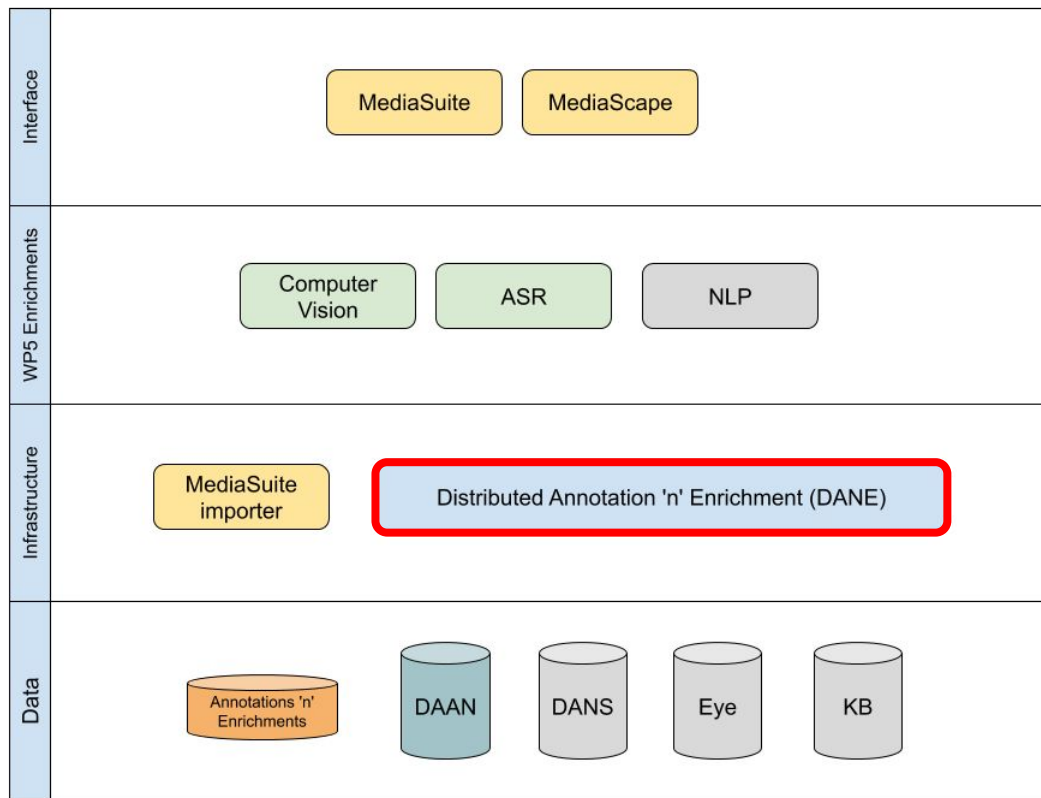 Interface
MediaSuite
MediaScape
WP5 Enrichments
Computer
Vision
ASR
NLP
Infrastructure
MediaSuite
importer
Distributed Annotation 'n' Enrichment (DANE)
Data
Annotations 'n'
Enrichments
DAAN
DANS
Eye
KB